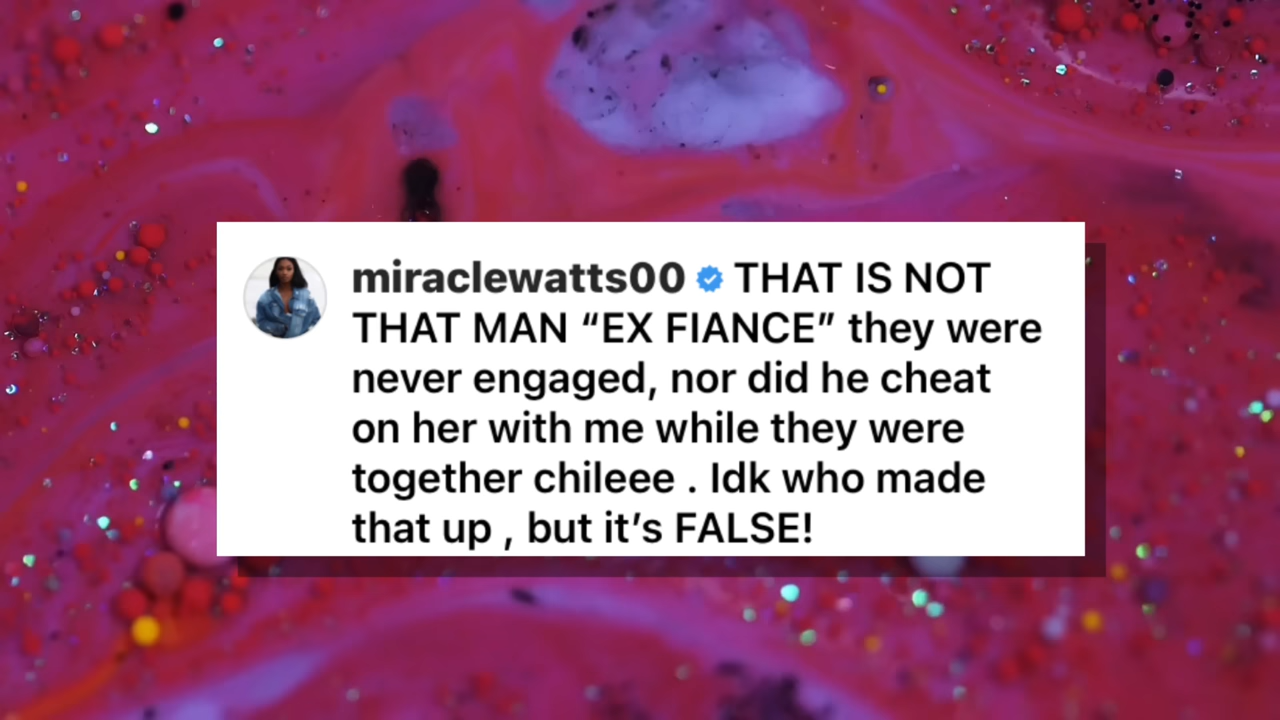 miraclewatts00 THAT IS NOT
THAT MAN “EX FIANCE” they were
never engaged, nor did he cheat
on her with me while they were
together chileee . Idk who made
that up , but it’s FALSE!